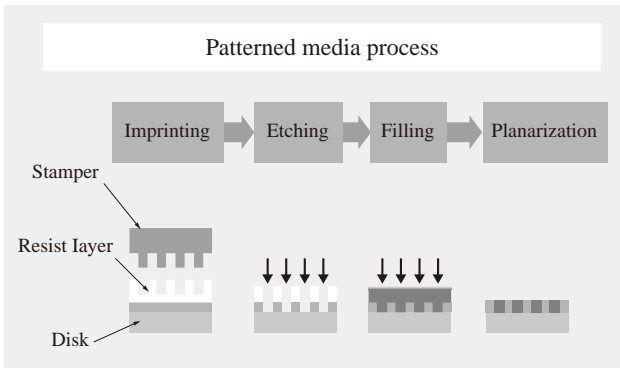 Patterned media process
Imprinting
Etching
Filling
Planarization
Stamper
Resist Iayer
Disk